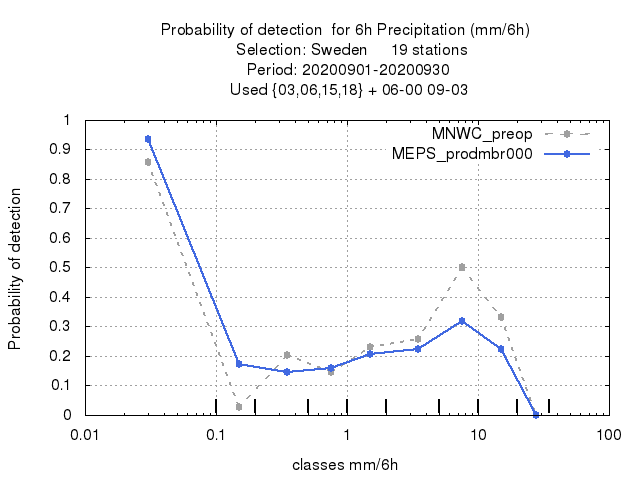 Probability of detection  for 6h Precipitation (mm/6h)
Selection: Sweden     19 stations
Period: 20200901-20200930
Used {03,06,15,18} + 06-00 09-03
MNWC_preop
MEPS_prodmbr000
Probability of detection
1
0.9
0.8
0.7
0.6
0.5
0.4
0.3
0.2
0.1
0
0.01 0.1 1 10 100
classes mm/6h